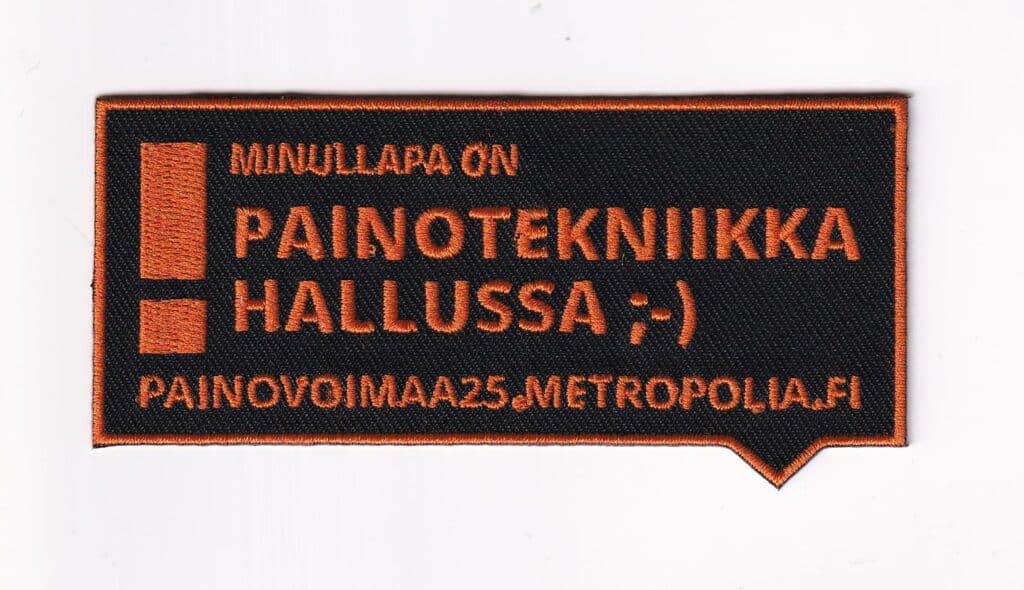 MINULLAPA ON
PAINOTEKNIIKKA
HALLUSSA ;-)
PAINOVOIMAA25.METROPOLIA.FI